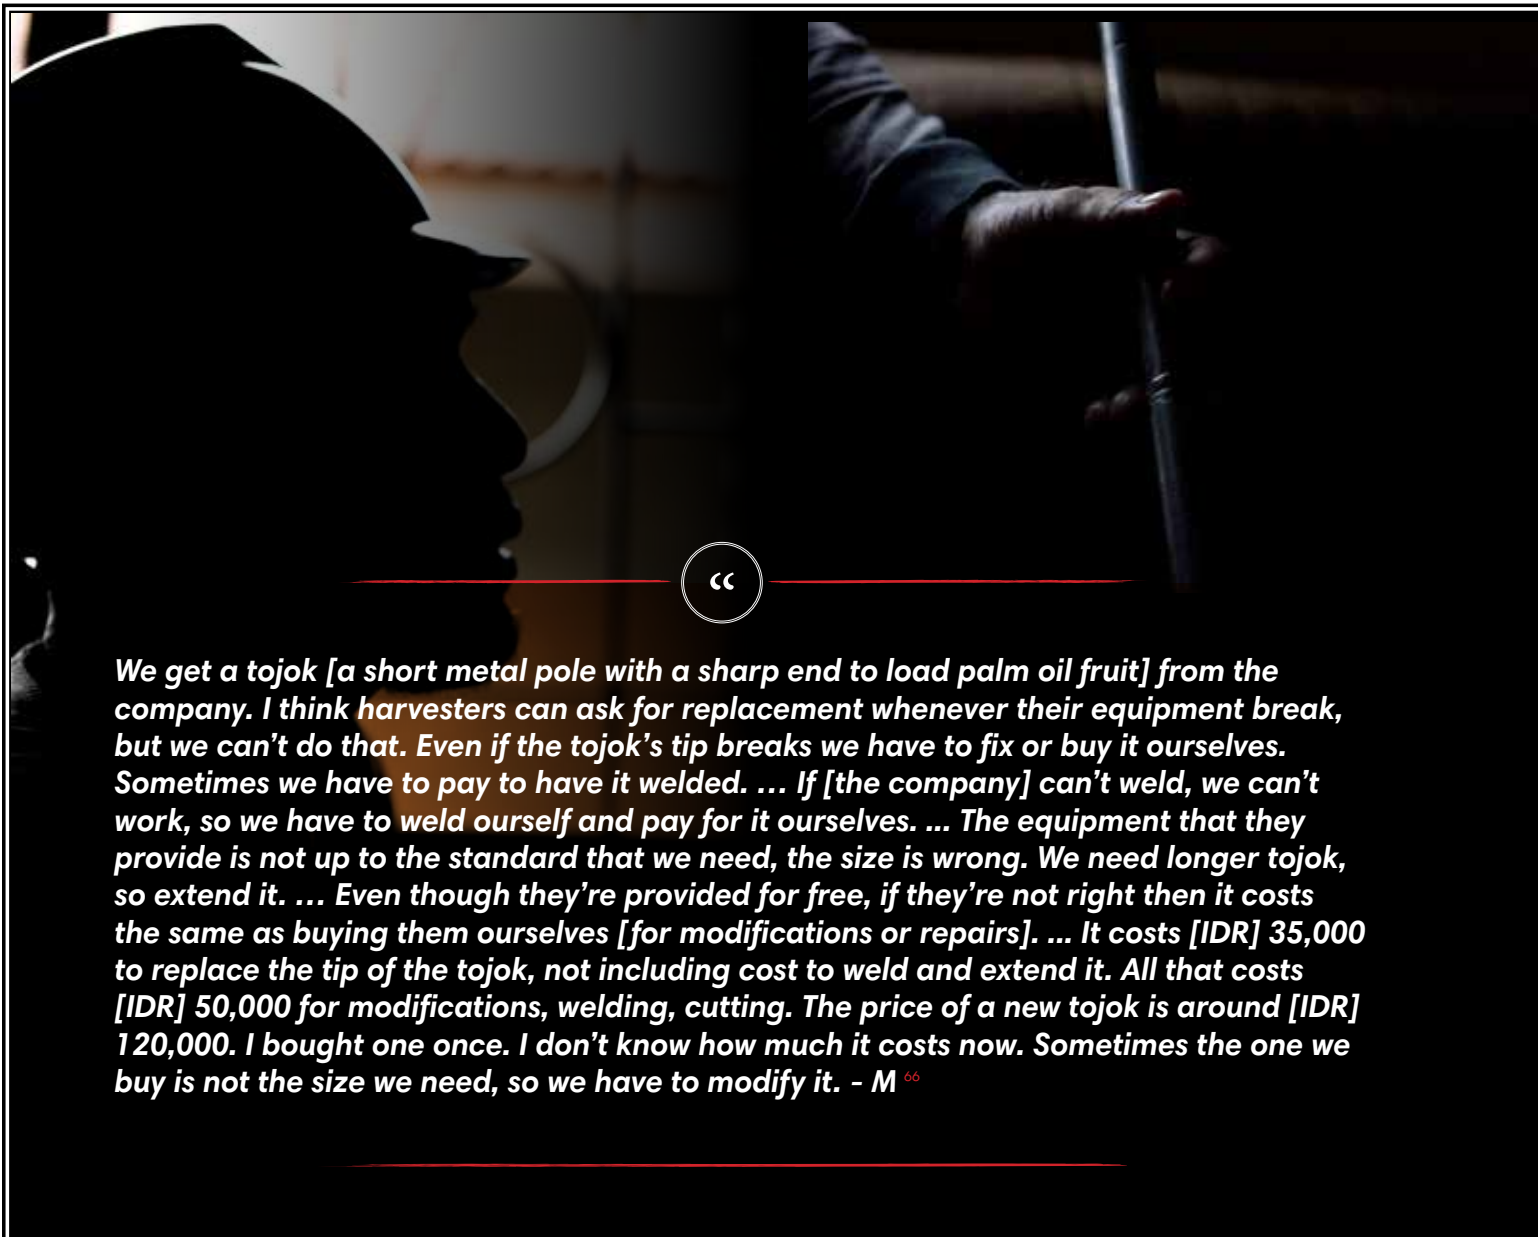 “
We get a tojok [a short metal pole with a sharp end to load palm oil fruit] from the
company. I think harvesters can ask for replacement whenever their equipment break,
but we can’t do that. Even if the tojok’s tip breaks we have to fix or buy it ourselves.
Sometimes we have to pay to have it welded. … If [the company] can’t weld, we can’t
work, so we have to weld ourself and pay for it ourselves. ... The equipment that they
provide is not up to the standard that we need, the size is wrong. We need longer tojok,
so extend it. … Even though they’re provided for free, if they’re not right then it costs
the same as buying them ourselves [for modifications or repairs]. ... It costs [IDR] 35,000
to replace the tip of the tojok, not including cost to weld and extend it. All that costs
[IDR] 50,000 for modifications, welding, cutting. The price of a new tojok is around [IDR]
120,000. I bought one once. I don’t know how much it costs now. Sometimes the one we
buy is not the size we need, so we have to modify it. - M 66